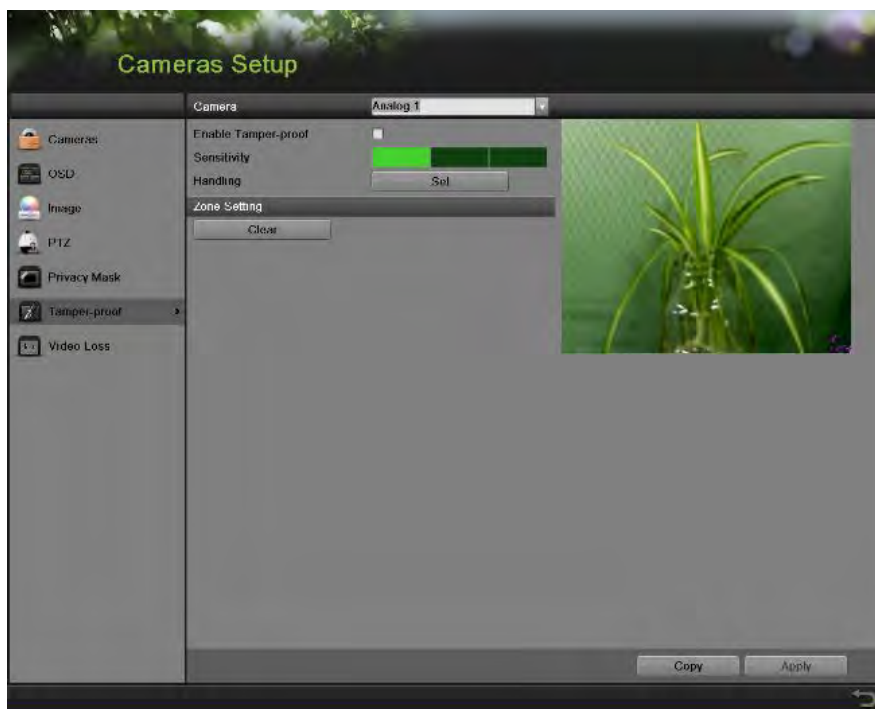 Cameras Setup
Camera Analog 1
Cameras
OSD
Image
PTZ
Privacy Mask
Tamper-proof
Video Loss
Enable Tamper-proof
Sensitivity
Handling Set
Zone Setting
Clear
Copy Apply